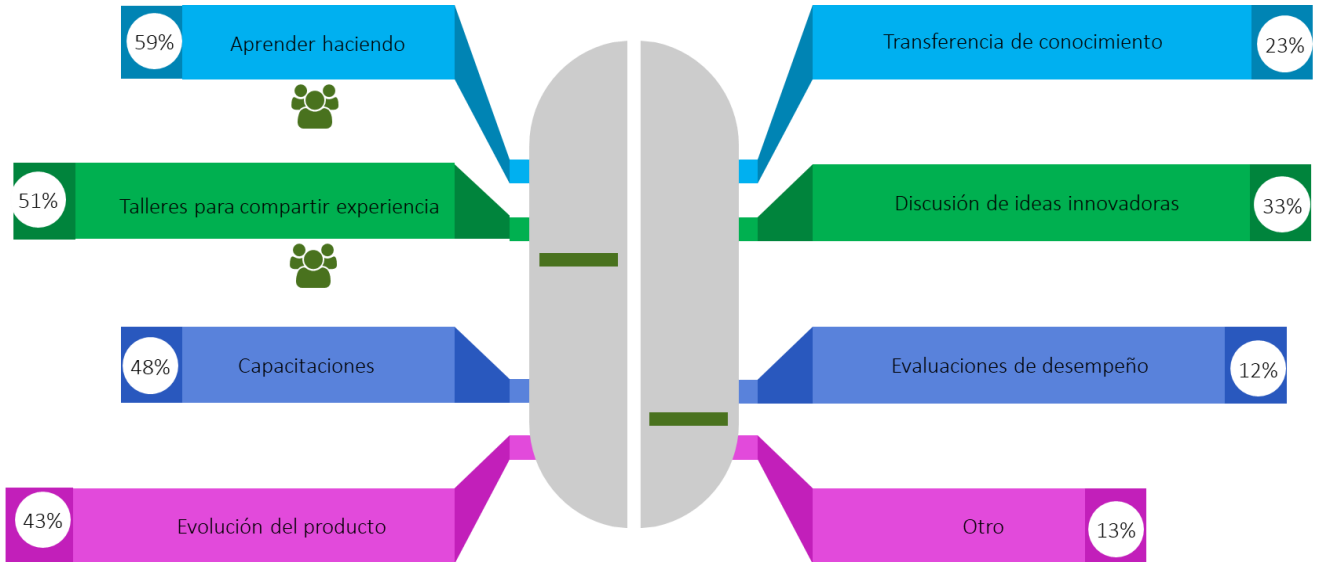 59%
Aprender haciendo
Transferencia de conocimiento
23%
51%
Talleres para compartir experiencia
Discusión de ideas innovadoras
33%
48%
Capacitaciones
Evaluaciones de desempeño
12%
43%
Evolución del producto
Otro
13%